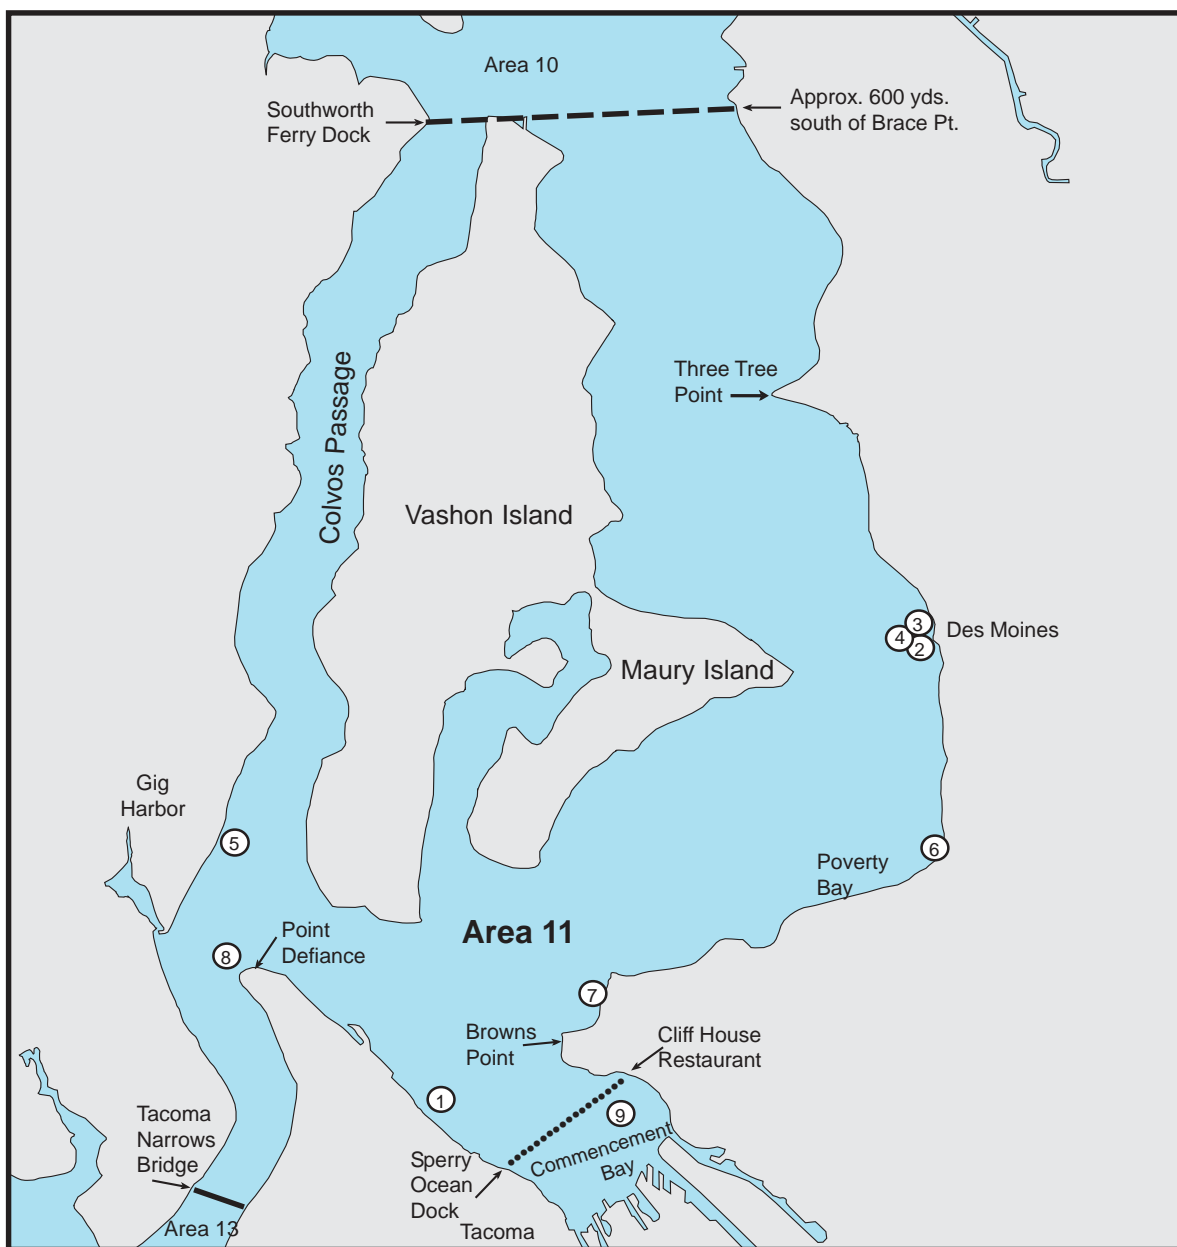 Area 10
Southworth
Ferry Dock
Approx. 600 yds.
south of Brace Pt.
Three Tree
Point
Colvos Passage
Vashon Island
3
4
2
Des Moines
Maury Island
Gig
Harbor
5
6
Poverty
Bay
Area 11
Point
Defiance
8
7
Browns
Point
Cliff House
Restaurant
1
9
Tacoma
Narrows
Bridge
Commencement
Bay
Sperry
Ocean
Dock
Tacoma
Area 13